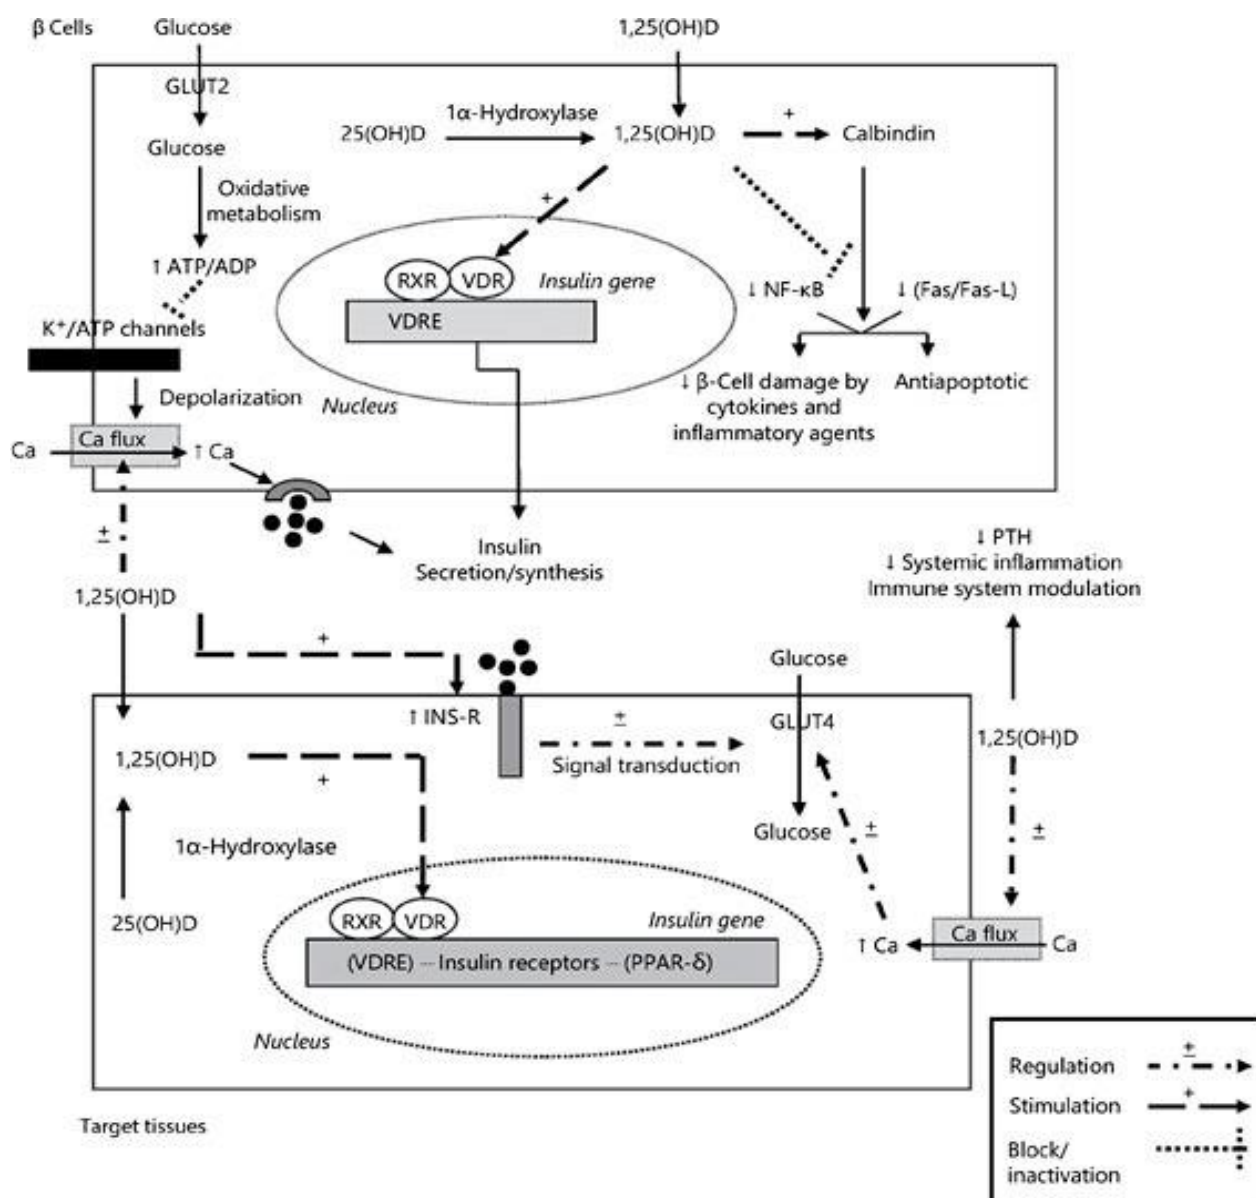 β Cells
Glucose
1,25(OH)D
GLUT2
Glucose
Oxidative
metabolism
↑ ATP/ADP
K⁺/ATP channels
Depolarization
Ca
Ca flux
↑ Ca
25(OH)D
1α-Hydroxylase
1,25(OH)D
+
Calbindin
+
RXR
VDR
Insulin gene
VDRE
Nucleus
↓ NF-κB
↓ (Fas/Fas-L)
↓ β-Cell damage by
cytokines and
inflammatory agents
Antiapoptotic
±
Insulin
Secretion/synthesis
↓ PTH
↓ Systemic inflammation
Immune system modulation
1,25(OH)D
+
Glucose
↑ INS-R
±
GLUT4
Signal transduction
1,25(OH)D
1,25(OH)D
+
Glucose
±
±
1α-Hydroxylase
25(OH)D
RXR
VDR
Insulin gene
(VDRE) – Insulin receptors – (PPAR-δ)
Nucleus
↑ Ca
Ca flux
Ca
Target tissues
Regulation
±
Stimulation
+
Block/
inactivation